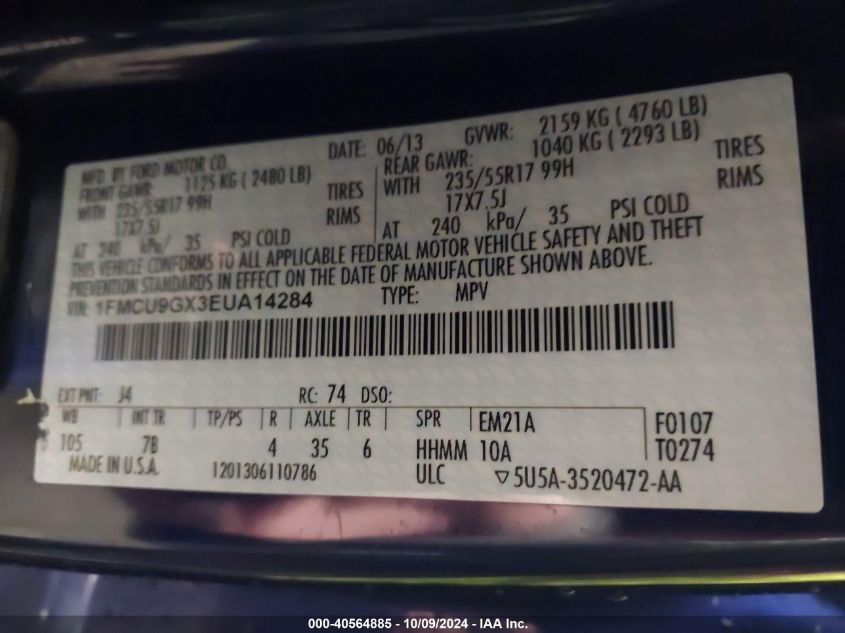 MFD. BY FORD MOTOR CO. DATE: 06/13 GVWR: 2159 KG ( 4760 LB)
FRONT GAWR: 1125 KG ( 2480 LB) REAR GAWR: 1040 KG ( 2293 LB)
WITH 235/55R17 99H TIRES WITH 235/55R17 99H TIRES
17X7.5J RIMS 17X7.5J RIMS
AT 240 kPa/ 35 PSI COLD AT 240 kPa/ 35 PSI COLD
THIS VEHICLE CONFORMS TO ALL APPLICABLE FEDERAL MOTOR VEHICLE SAFETY AND THEFT
PREVENTION STANDARDS IN EFFECT ON THE DATE OF MANUFACTURE SHOWN ABOVE.
VIN: 1FMCU9GX3EUA14284 TYPE: MPV
EXT PNT: J4 RC: 74 DSO:
WB INT TR TP/PS R AXLE TR SPR EM21A F0107
105 7B 4 35 6 HHMM 10A T0274
MADE IN U.S.A. 1201306110786 ULC ▽5U5A-3520472-AA
000-40564885 - 10/09/2024 - IAA Inc.